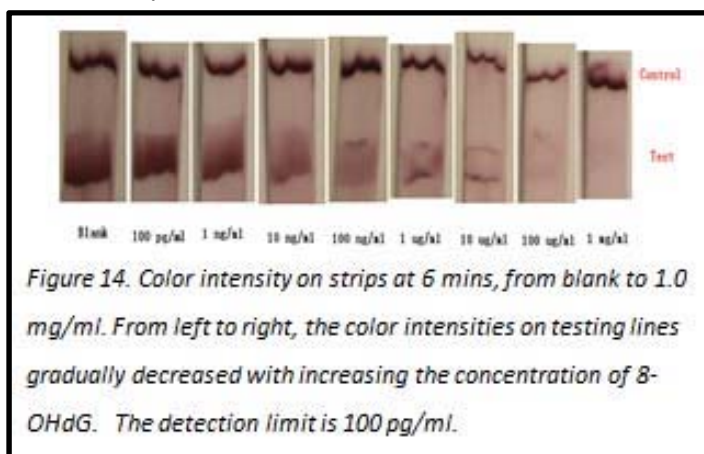 Control
Test
Blank 100 pg/ml 1 ng/ml 10 ng/ml 100 ng/ml 1 ug/ml 10 ug/ml 100 ug/ml 1 mg/ml
Figure 14. Color intensity on strips at 6 mins, from blank to 1.0
mg/ml. From left to right, the color intensities on testing lines
gradually decreased with increasing the concentration of 8-
OHdG. The detection limit is 100 pg/ml.